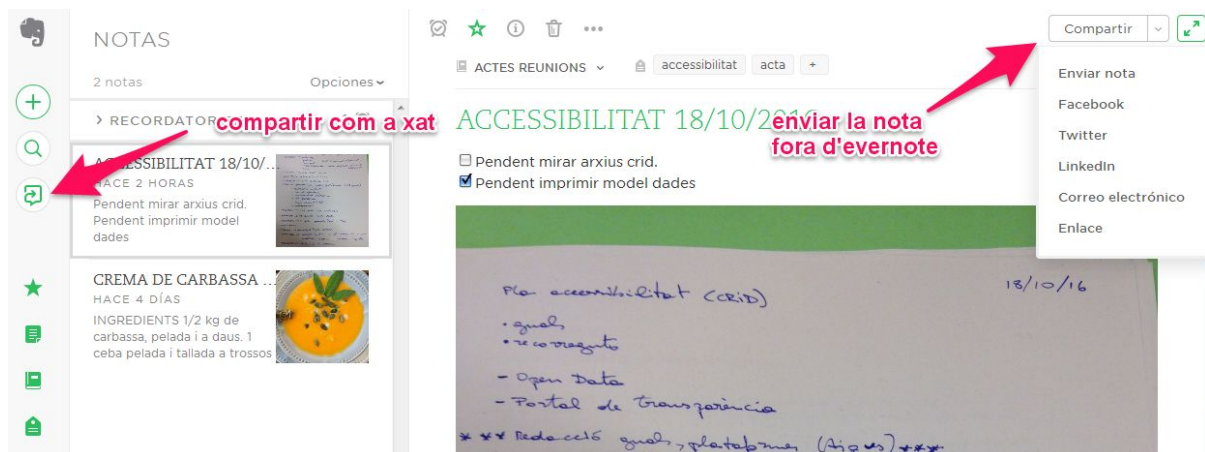 NOTAS
2 notas
Opciones
> RECORDATOR
compartir com a xat
ACCESSIBILITAT 18/10/...
HACE 2 HORAS
Pendent mirar arxius crid.
Pendent imprimir model
dades
CREMA DE CARBASSA ...
HACE 4 DÍAS
INGREDIENTS 1/2 kg de
carbassa, pelada i a daus. 1
ceba pelada i tallada a trossos
ACTES REUNIONS
accessibilitat
acta
+
ACCESSIBILITAT 18/10/2016
enviar la nota
fora d'evernote
Pendent mirar arxius crid.
Pendent imprimir model dades
Compartir
Enviar nota
Facebook
Twitter
LinkedIn
Correo electrónico
Enlace
Pla accessibilitat (CRID)
18/10/16
- Open Data
- Portal de transparència
*** Redacció